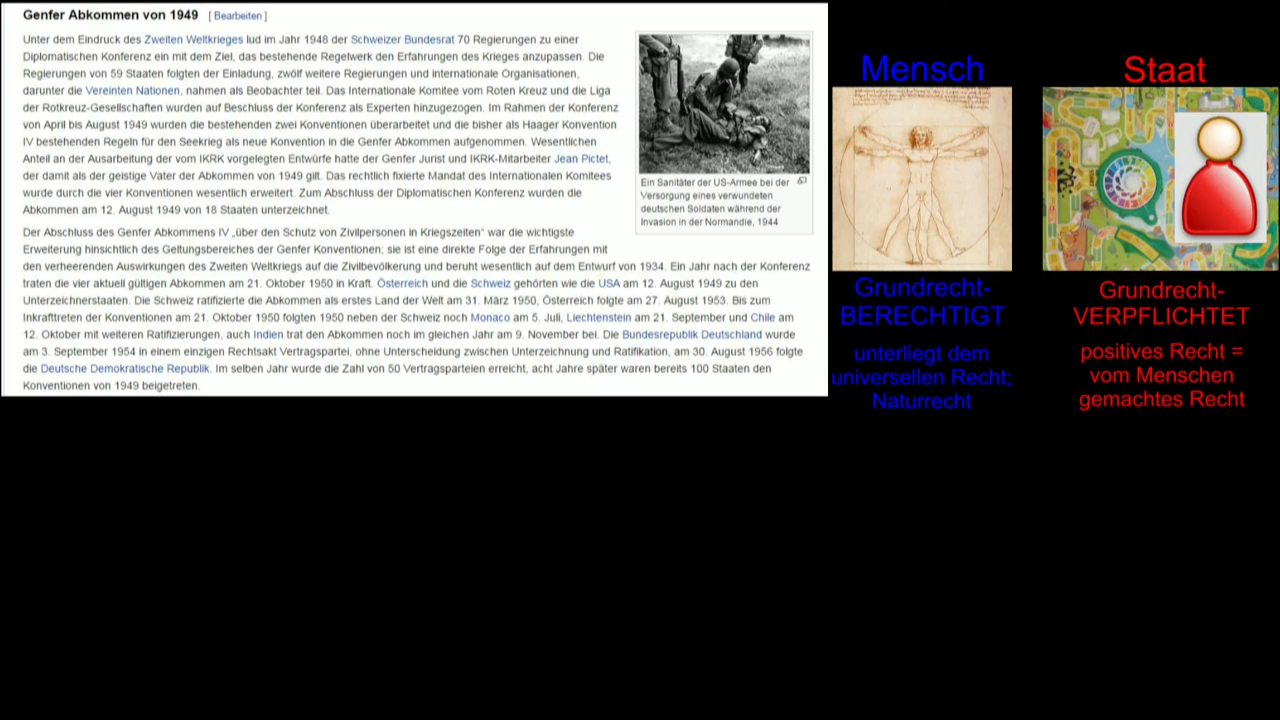 Genfer Abkommen von 1949 [ Bearbeiten ]
Unter dem Eindruck des Zweiten Weltkrieges lud im Jahr 1948 der Schweizer Bundesrat 70 Regierungen zu einer
Diplomatischen Konferenz ein mit dem Ziel, das bestehende Regelwerk den Erfahrungen des Krieges anzupassen. Die
Regierungen von 59 Staaten folgten der Einladung, zwölf weitere Regierungen und internationale Organisationen,
darunter die Vereinten Nationen, nahmen als Beobachter teil. Das Internationale Komitee vom Roten Kreuz und die Liga
der Rotkreuz-Gesellschaften wurden auf Beschluss der Konferenz als Experten hinzugezogen. Im Rahmen der Konferenz
von April bis August 1949 wurden die bestehenden zwei Konventionen überarbeitet und die bisher als Haager Konvention
IV bestehenden Regeln für den Seekrieg als neue Konvention in die Genfer Abkommen aufgenommen. Wesentlichen
Anteil an der Ausarbeitung der vom IKRK vorgelegten Entwürfe hatte der Genfer Jurist und IKRK-Mitarbeiter Jean Pictet,
der damit als der geistige Vater der Abkommen von 1949 gilt. Das rechtlich fixierte Mandat des Internationalen Komitees
wurde durch die vier Konventionen wesentlich erweitert. Zum Abschluss der Diplomatischen Konferenz wurden die
Abkommen am 12. August 1949 von 18 Staaten unterzeichnet.
Der Abschluss des Genfer Abkommens IV „über den Schutz von Zivilpersonen in Kriegszeiten“ war die wichtigste
Erweiterung hinsichtlich des Geltungsbereiches der Genfer Konventionen; sie ist eine direkte Folge der Erfahrungen mit
den verheerenden Auswirkungen des Zweiten Weltkriegs auf die Zivilbevölkerung und beruht wesentlich auf dem Entwurf von 1934. Ein Jahr nach der Konferenz
traten die vier aktuell gültigen Abkommen am 21. Oktober 1950 in Kraft. Österreich und die Schweiz gehörten wie die USA am 12. August 1949 zu den
Unterzeichnerstaaten. Die Schweiz ratifizierte die Abkommen als erstes Land der Welt am 31. März 1950, Österreich folgte am 27. August 1953. Bis zum
Inkrafttreten der Konventionen am 21. Oktober 1950 folgten 1950 neben der Schweiz noch Monaco am 5. Juli, Liechtenstein am 21. September und Chile am
12. Oktober mit weiteren Ratifizierungen, auch Indien trat den Abkommen noch im gleichen Jahr am 9. November bei. Die Bundesrepublik Deutschland wurde
am 3. September 1954 in einem einzigen Rechtsakt Vertragspartei, ohne Unterscheidung zwischen Unterzeichnung und Ratifikation, am 30. August 1956 folgte
die Deutsche Demokratische Republik. Im selben Jahr wurde die Zahl von 50 Vertragsparteien erreicht, acht Jahre später waren bereits 100 Staaten den
Konventionen von 1949 beigetreten.
Ein Sanitäter der US-Armee bei der
Versorgung eines verwundeten
deutschen Soldaten während der
Invasion in der Normandie, 1944
Mensch
Grundrecht-
BERECHTIGT
unterliegt dem
universellen Recht;
Naturrecht
Staat
Grundrecht-
VERPFLICHTET
positives Recht =
vom Menschen
gemachtes Recht